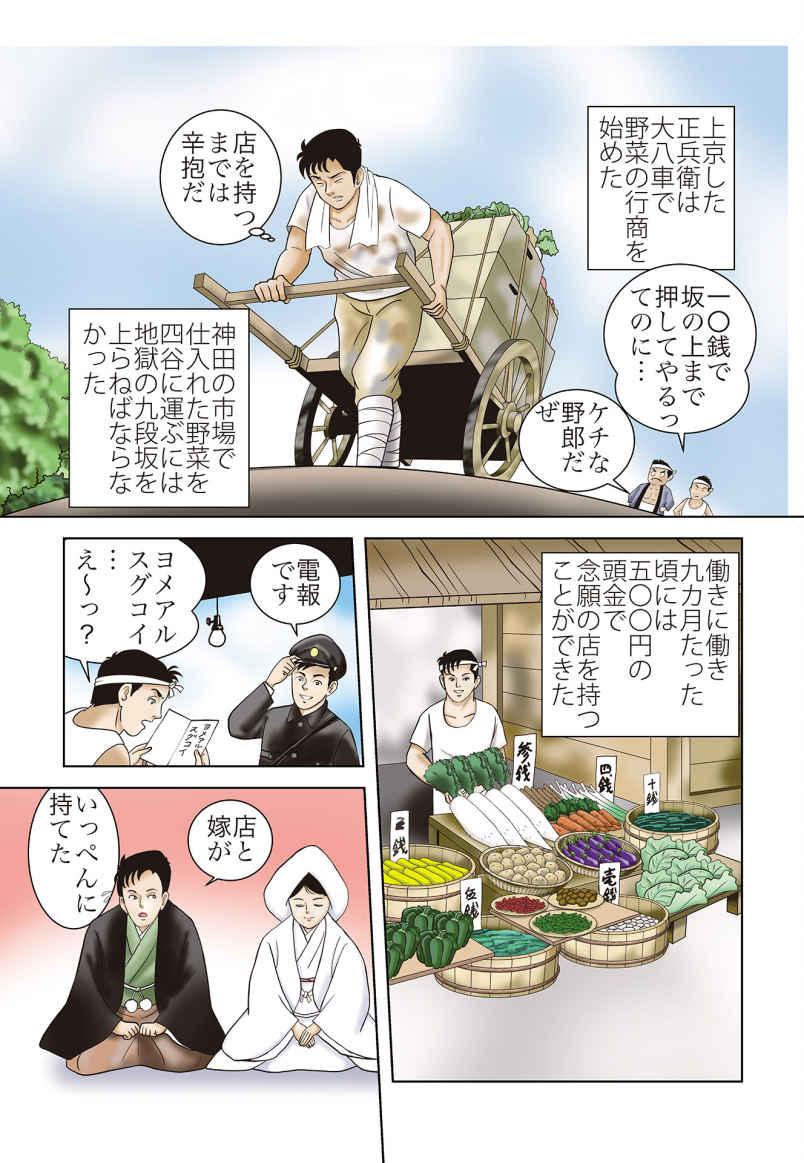 上京した
正兵衛は
大八車で
野菜の行商を
始めた
一〇銭で
坂の上まで
押してやるっ
てのに…
ケチな
野郎だ
ぜ
店を持つ
までは
辛抱だ
神田の市場で
仕入れた野菜を
四谷に運ぶには
地獄の九段坂を
上らねばならな
かった
働きに働き
九カ月たった
頃には
五〇〇円の
頭金で
念願の店を持つ
ことができた
十銭
四銭
参銭
壱銭
伍銭
電報
です
ヨメアル
スグコイ
…
え〜っ？
ヨメアル
スグコイ
店と
嫁が
いっぺんに
持てた